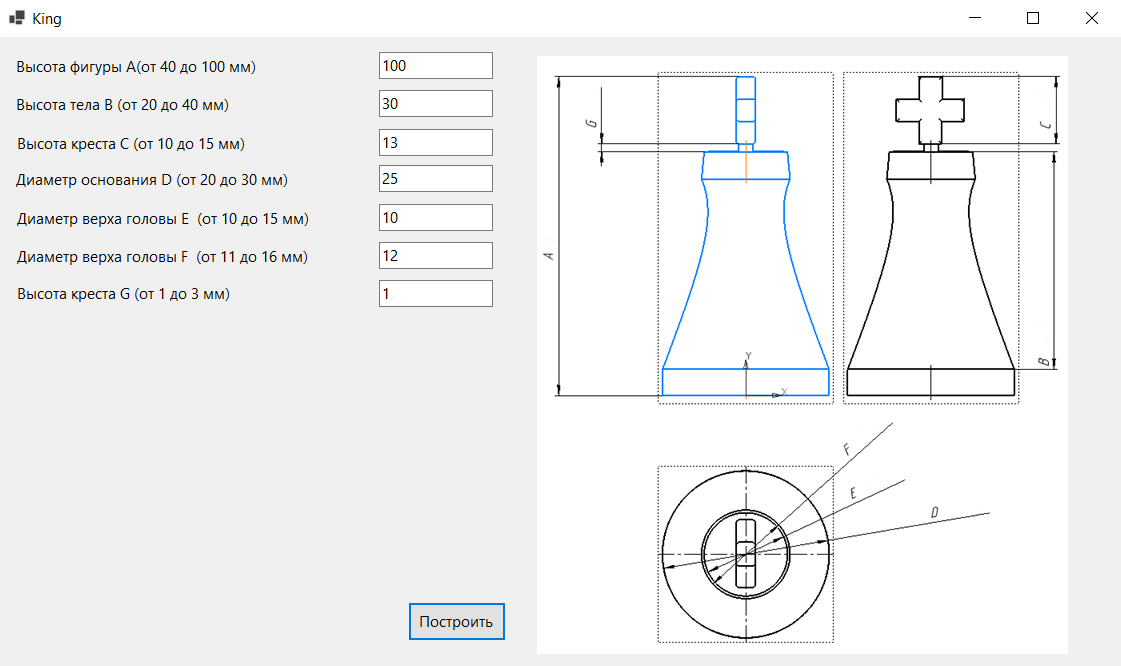 King
Высота фигуры A(от 40 до 100 мм)
100
Высота тела B (от 20 до 40 мм)
30
Высота креста C (от 10 до 15 мм)
13
Диаметр основания D (от 20 до 30 мм)
25
Диаметр верха головы E  (от 10 до 15 мм)
10
Диаметр верха головы F  (от 11 до 16 мм)
12
Высота креста G (от 1 до 3 мм)
1
Построить
G
C
A
B
Y
X
F
E
D